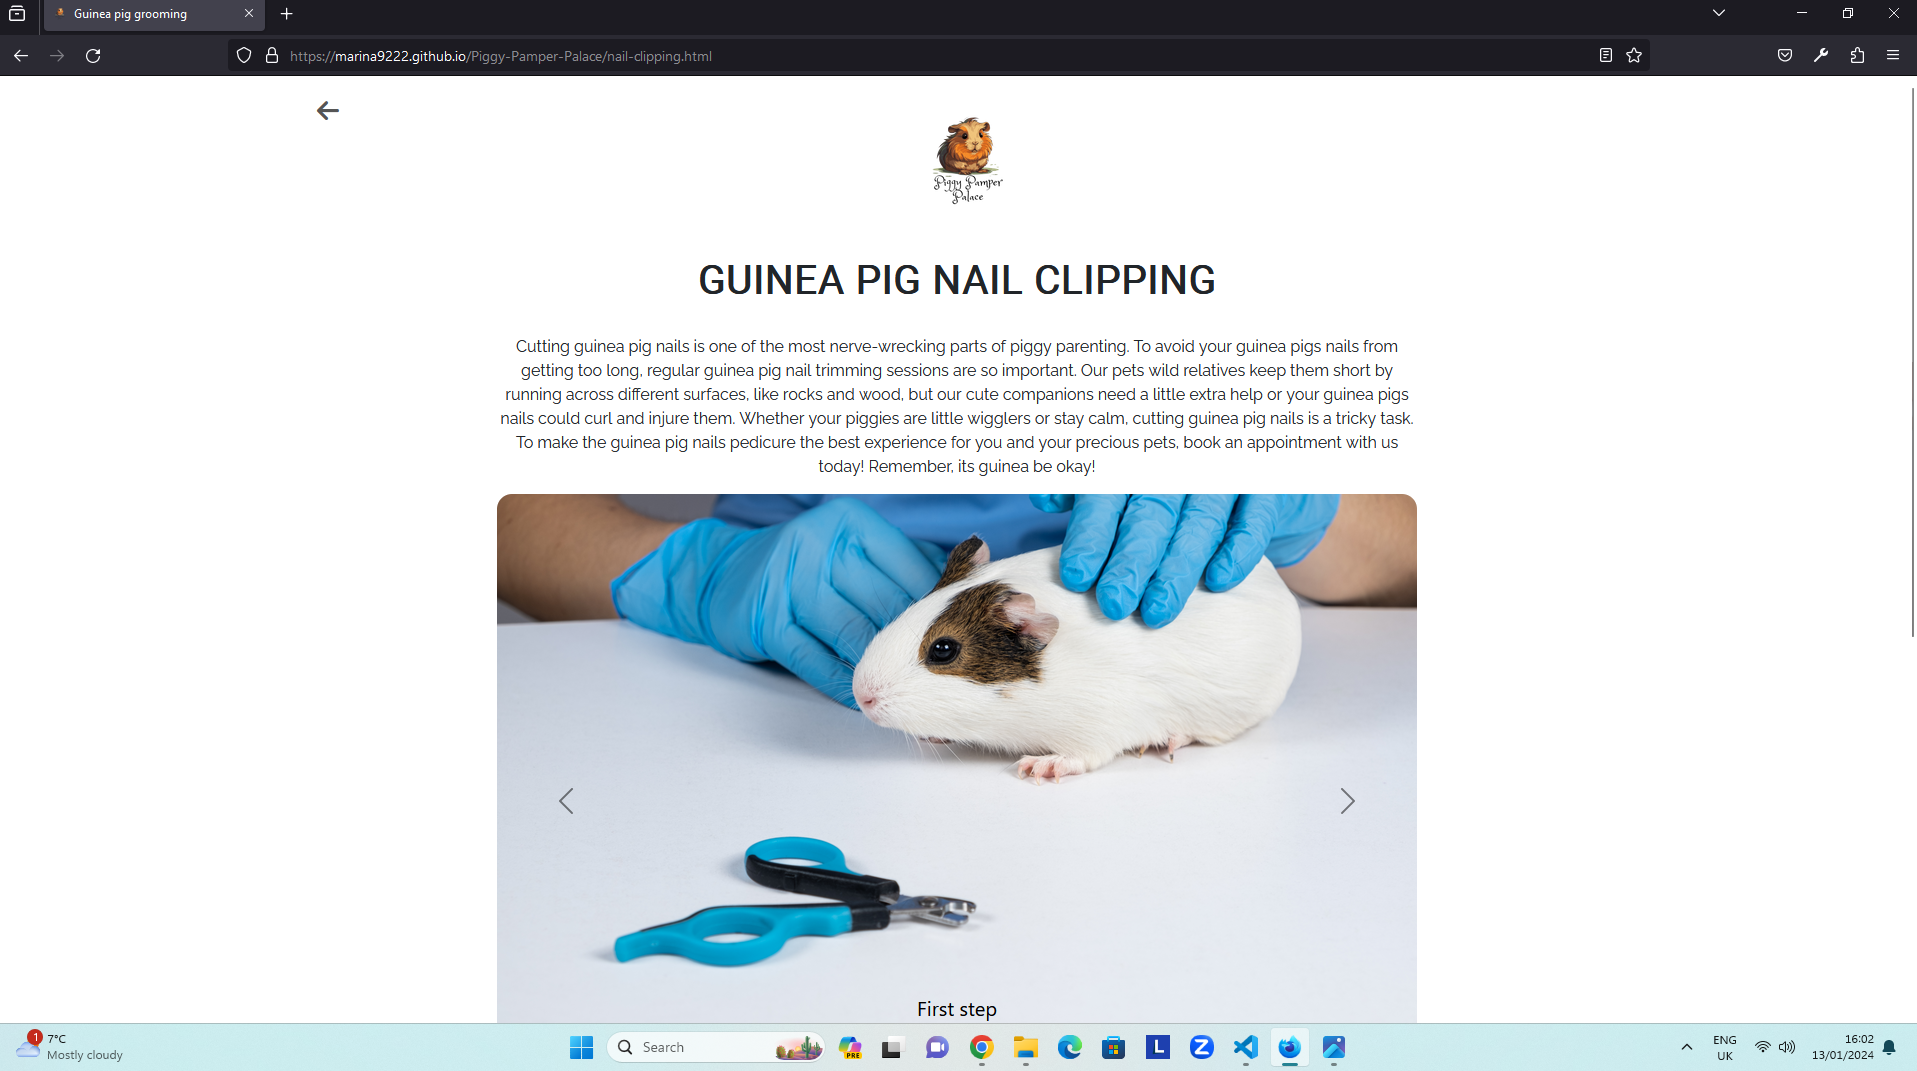 Guinea pig grooming
https://marina9222.github.io/Piggy-Pamper-Palace/nail-clipping.html
Piggy Pamper
Palace
GUINEA PIG NAIL CLIPPING
Cutting guinea pig nails is one of the most nerve-wrecking parts of piggy parenting. To avoid your guinea pigs nails from
getting too long, regular guinea pig nail trimming sessions are so important. Our pets wild relatives keep them short by
running across different surfaces, like rocks and wood, but our cute companions need a little extra help or your guinea pigs
nails could curl and injure them. Whether your piggies are little wigglers or stay calm, cutting guinea pig nails is a tricky task.
To make the guinea pig nails pedicure the best experience for you and your precious pets, book an appointment with us
today! Remember, its guinea be okay!
First step
1
7°C
Mostly cloudy
Search
PRE
L
Z
ENG
UK
16:02
13/01/2024